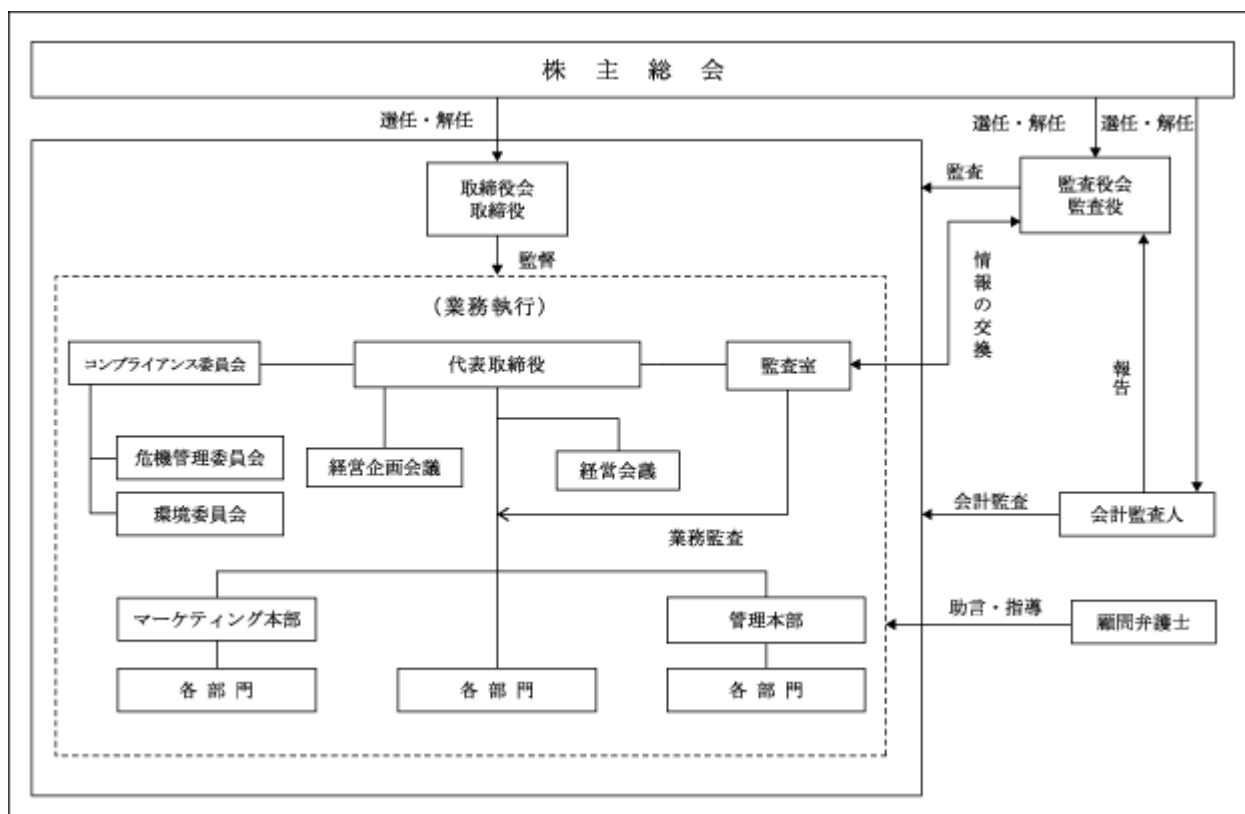 株主総会
選任・解任
選任・解任
選任・解任
取締役会
取締役
監査
監査役会
監査役
監督
情報の交換
(業務執行)
コンプライアンス委員会
代表取締役
監査室
報告
危機管理委員会
経営企画会議
経営会議
環境委員会
会計監査
会計監査人
業務監査
マーケティング本部
管理本部
助言・指導
顧問弁護士
各部門
各部門
各部門